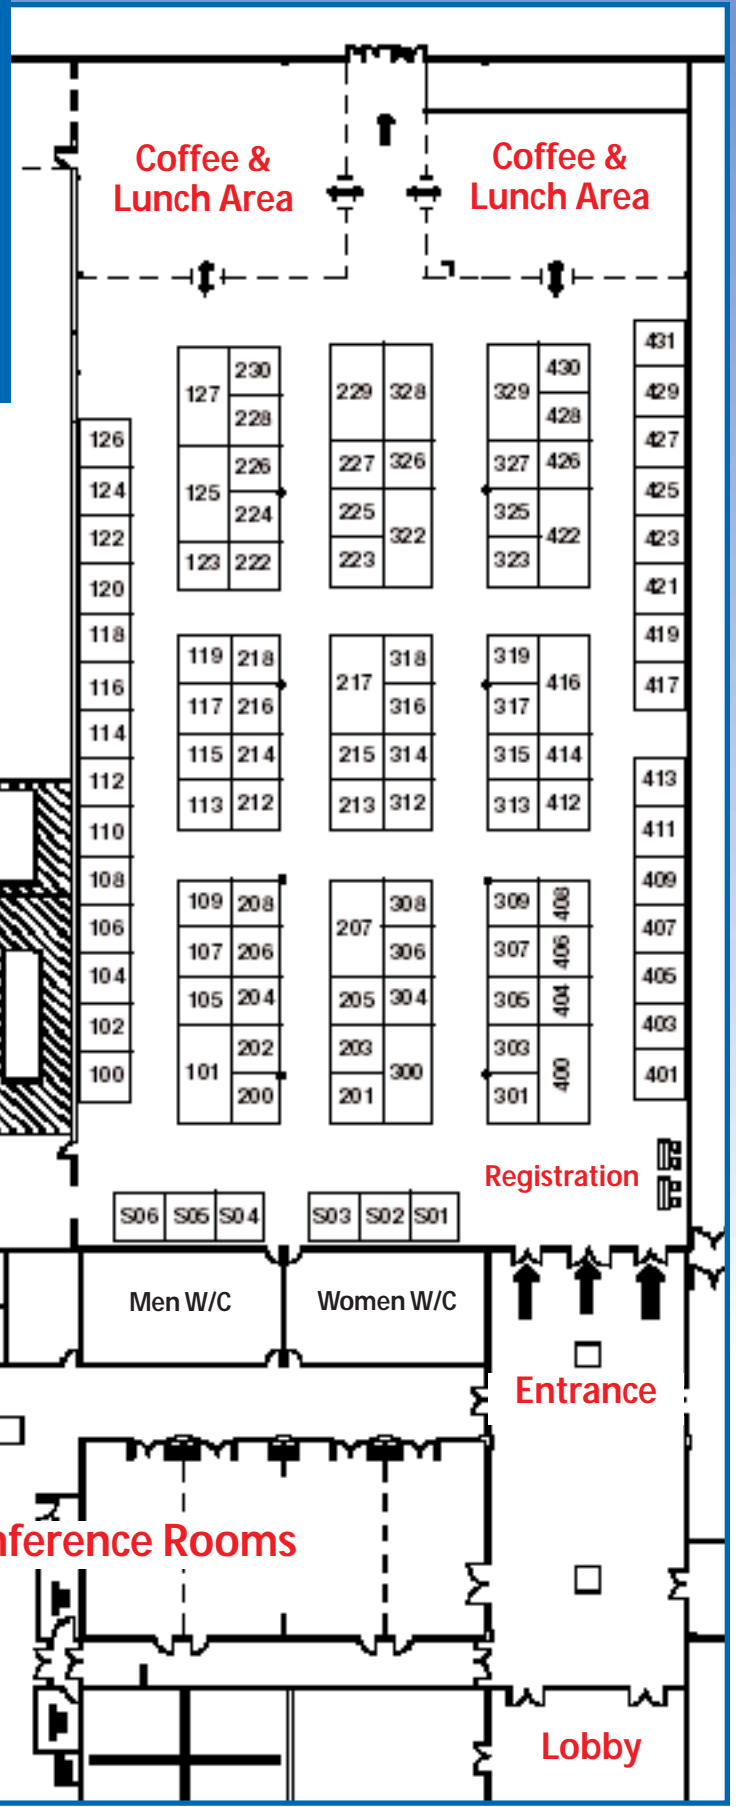 Coffee &
Lunch Area
Coffee &
Lunch Area
431
230 430
127 229 328 329 429
228 428
126 226 227 326 327 426 427
124 125 225 325 425
224 322 422
122 223 323 423
123 222
120 421
118 119 218 318 319 419
116 217 416 417
117 216 316 317
114
115 214 215 314 315 414
112 413
113 212 213 312 313 412
110 411
108 409
109 208 308 309 408
106 207 407
107 206 306 307 406
104 405
105 204 205 304 305 404
102 403
202 203 303
100 101 300 400 401
200 201 301
Registration
S06 S05 S04 S03 S02 S01
Men W/C Women W/C
Entrance
nference Rooms
Lobby